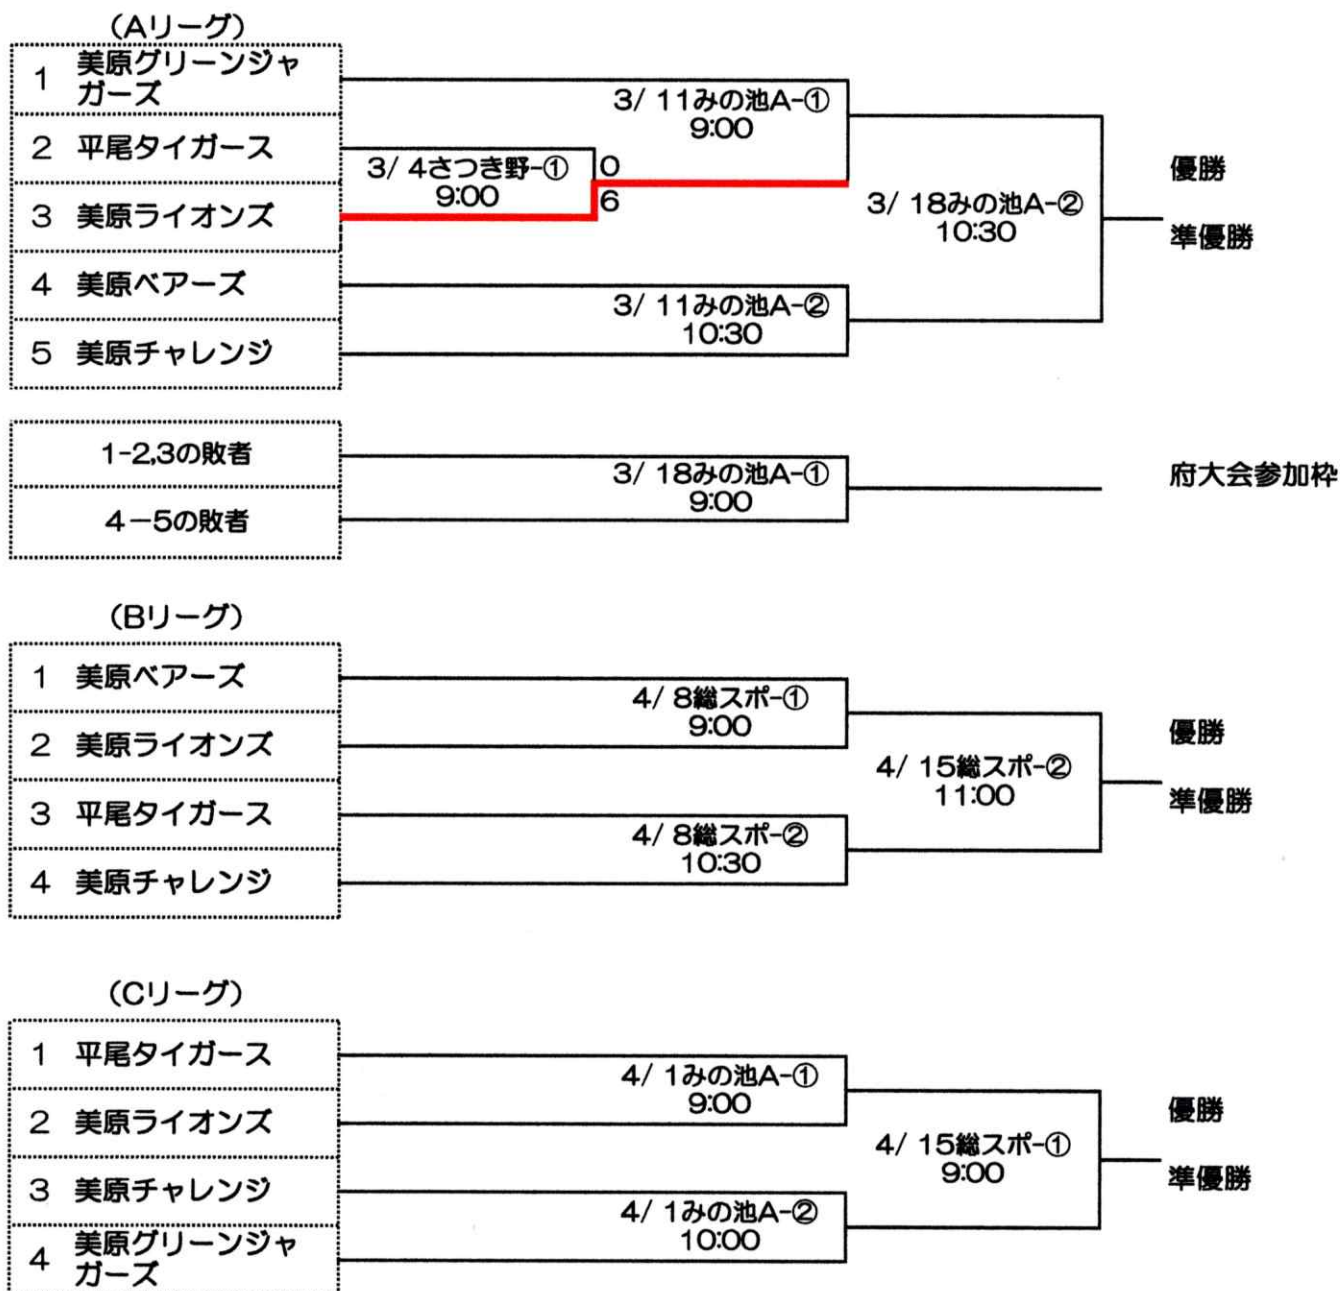 (Aリーグ)
1 美原グリーンジャ
ガーズ
3/ 11みの池A-①
9:00
2 平尾タイガース
3/ 4さつき野-①
9:00
0
6
優勝
3 美原ライオンズ
3/ 18みの池A-②
10:30
準優勝
4 美原ベアーズ
3/ 11みの池A-②
10:30
5 美原チャレンジ
1-2,3の敗者
3/ 18みの池A-①
9:00
府大会参加枠
4-5の敗者
(Bリーグ)
1 美原ベアーズ
4/ 8総スポ-①
9:00
2 美原ライオンズ
優勝
4/ 15総スポ-②
11:00
準優勝
3 平尾タイガース
4/ 8総スポ-②
10:30
4 美原チャレンジ
(Cリーグ)
1 平尾タイガース
4/ 1みの池A-①
9:00
2 美原ライオンズ
優勝
4/ 15総スポ-①
9:00
3 美原チャレンジ
準優勝
4/ 1みの池A-②
10:00
4 美原グリーンジャ
ガーズ